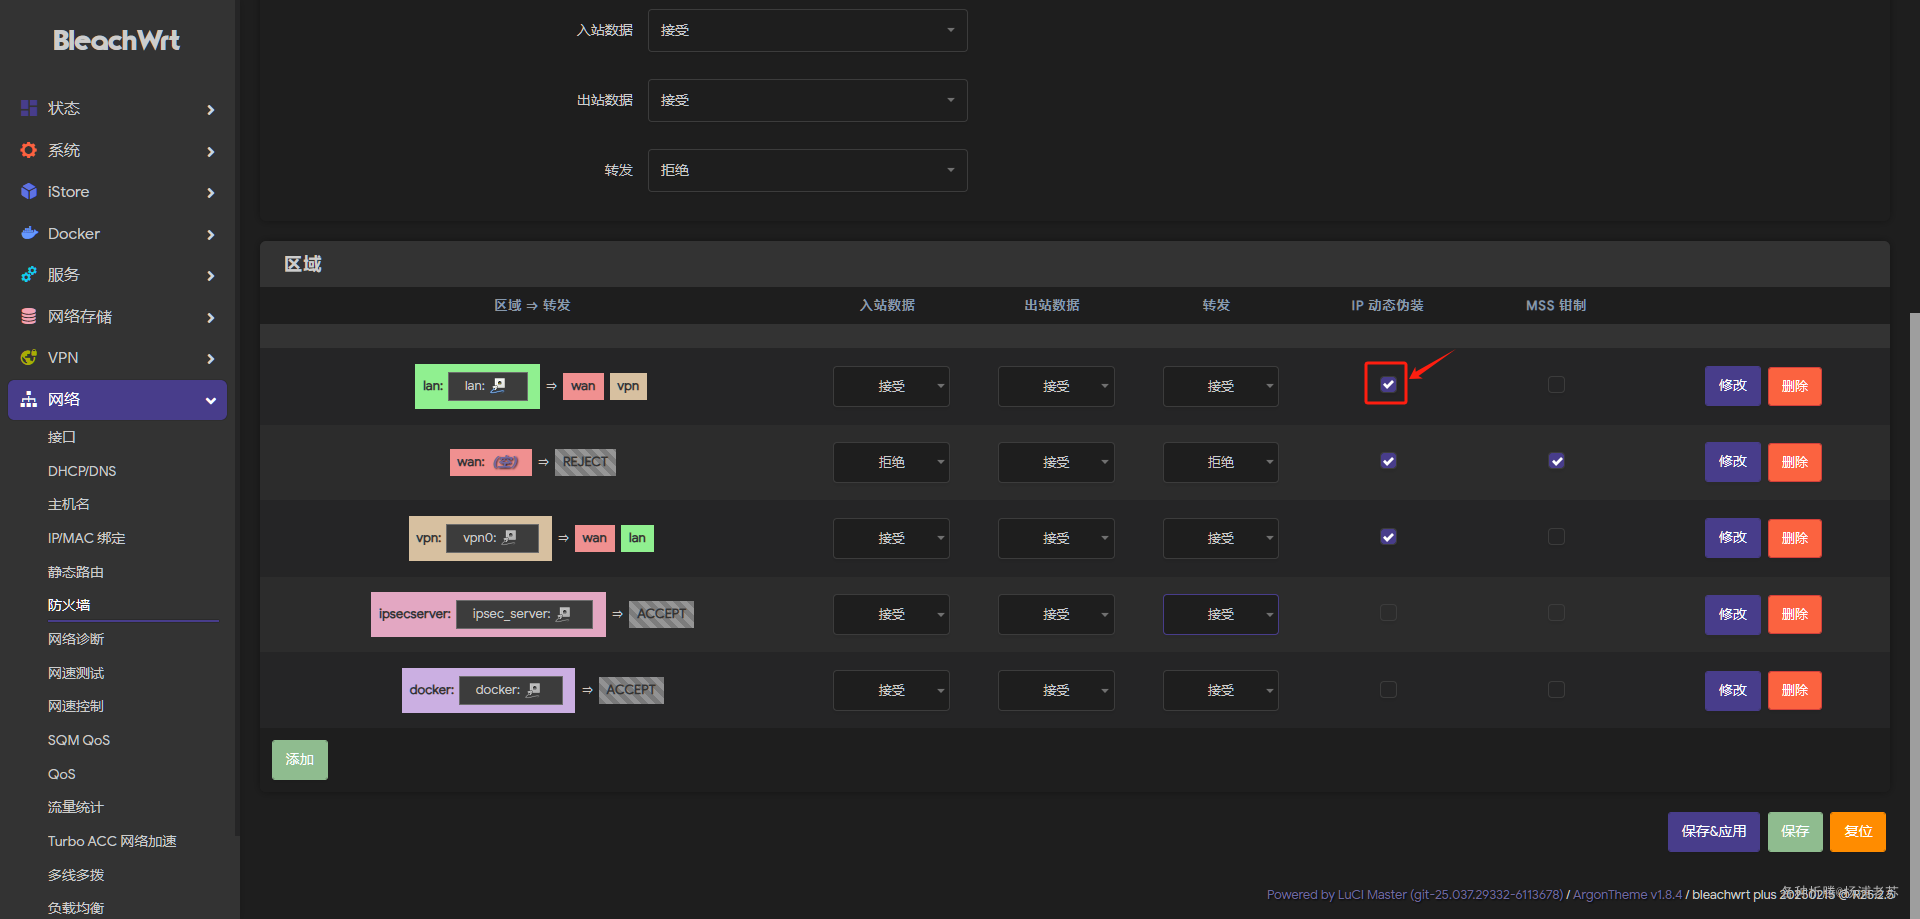 BleachWrt
状态
系统
iStore
Docker
服务
网络存储
VPN
网络
接口
DHCP/DNS
主机名
IP/MAC 绑定
静态路由
防火墙
网络诊断
网速测试
网速控制
SQM QoS
QoS
流量统计
Turbo ACC 网络加速
多线多拨
负载均衡
入站数据 接受
出站数据 接受
转发 拒绝
区域
区域 ⇒ 转发 入站数据 出站数据 转发 IP 动态伪装 MSS 钳制
lan: lan: ⇒ wan vpn 接受 接受 接受 修改 删除
wan: ⇒ REJECT 拒绝 接受 拒绝 修改 删除
vpn: vpn0: ⇒ wan lan 接受 接受 接受 修改 删除
ipsecserver: ipsec_server: ⇒ ACCEPT 接受 接受 接受 修改 删除
docker: docker: ⇒ ACCEPT 接受 接受 接受 修改 删除
添加
保存&应用 保存 复位
Powered by LuCI Master (git-25.037.29332-6113678) / ArgonTheme v1.8.4 / bleachwrt plus 20250215 @ R25.2.6